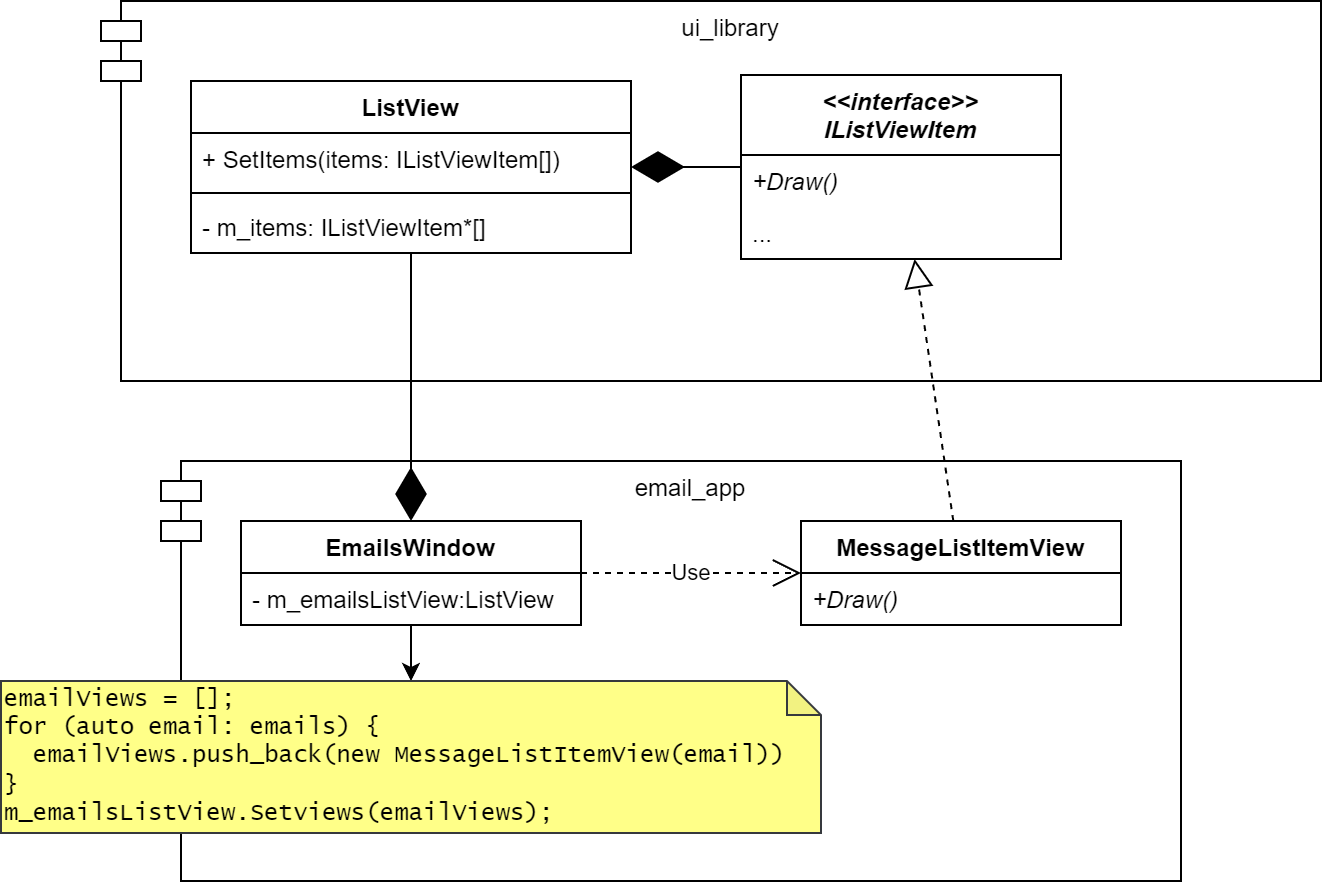 ui_library
ListView
+ SetItems(items: IListViewItem[])
- m_items: IListViewItem*[]
<<interface>>
IListViewItem
+Draw()
...
email_app
EmailsWindow
- m_emailsListView:ListView
Use
MessageListItemView
+Draw()
emailViews = [];
for (auto email: emails) {
  emailViews.push_back(new MessageListItemView(email))
}
m_emailsListView.Setviews(emailViews);